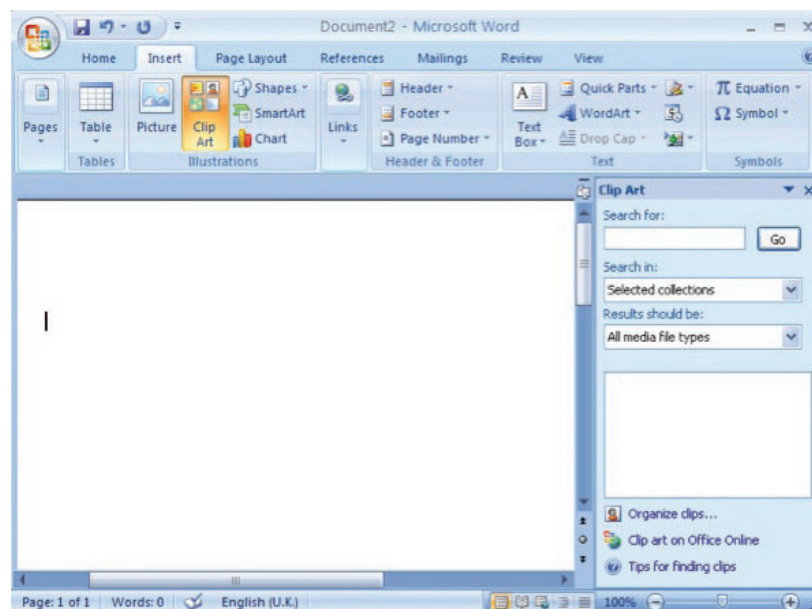 Document2 - Microsoft Word
Home Insert Page Layout References Mailings Review View
Pages
Tables
Table
Picture
Clip Art
Shapes
SmartArt
Chart
Illustrations
Links
Header
Footer
Page Number
Header & Footer
A
Text Box
Quick Parts
WordArt
Drop Cap
Text
π Equation
Ω Symbol
Symbols
Clip Art
Search for:
Go
Search in:
Selected collections
Results should be:
All media file types
Organize clips...
Clip art on Office Online
Tips for finding clips
Page: 1 of 1 Words: 0 English (U.K.) 100%